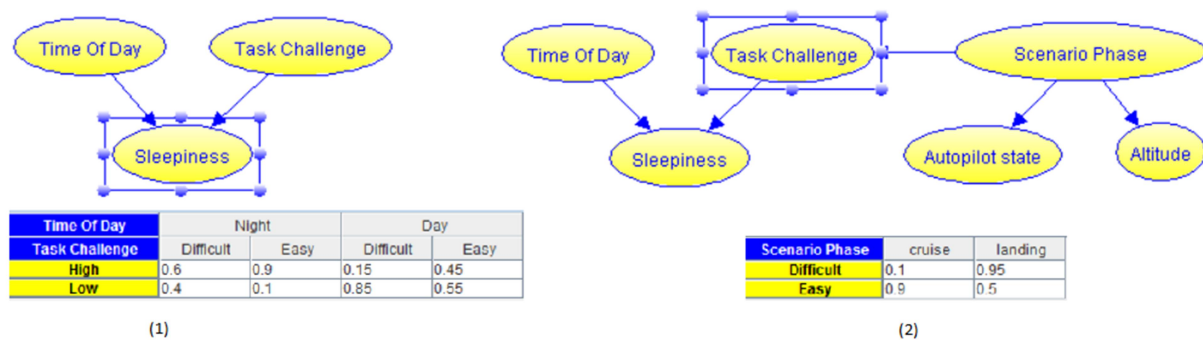 Time Of Day
Task Challenge
Sleepiness
Time Of Day Night Day
Task Challenge Difficult Easy Difficult Easy
High 0.6 0.9 0.15 0.45
Low 0.4 0.1 0.85 0.55
(1)
Time Of Day
Task Challenge
Scenario Phase
Sleepiness
Autopilot state
Altitude
Scenario Phase cruise landing
Difficult 0.1 0.95
Easy 0.9 0.5
(2)